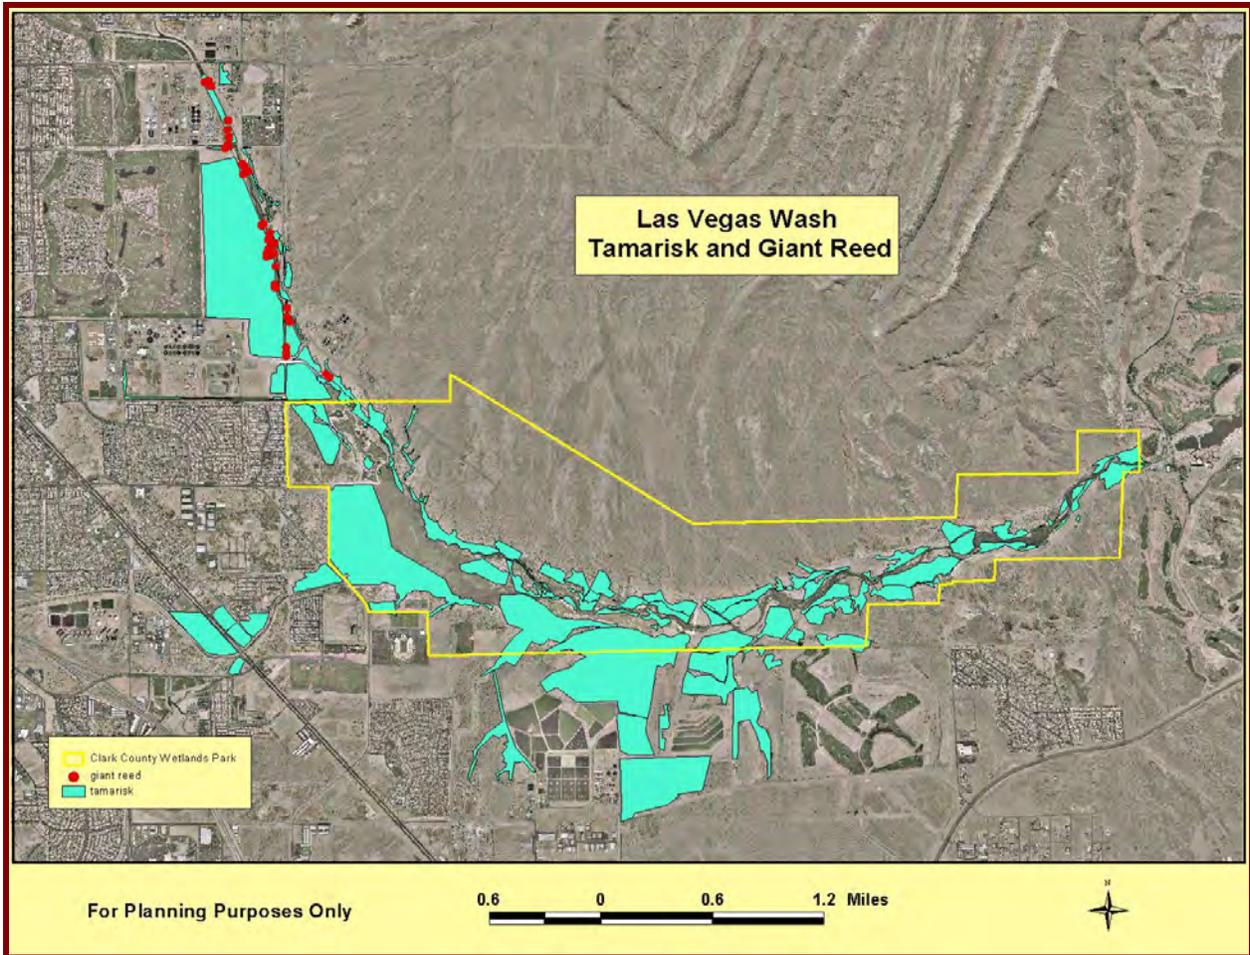 Las Vegas Wash
Tamarisk and Giant Reed
Clark County Wetlands Park
giant reed
tamarisk
For Planning Purposes Only
0.6 0 0.6 1.2 Miles
N